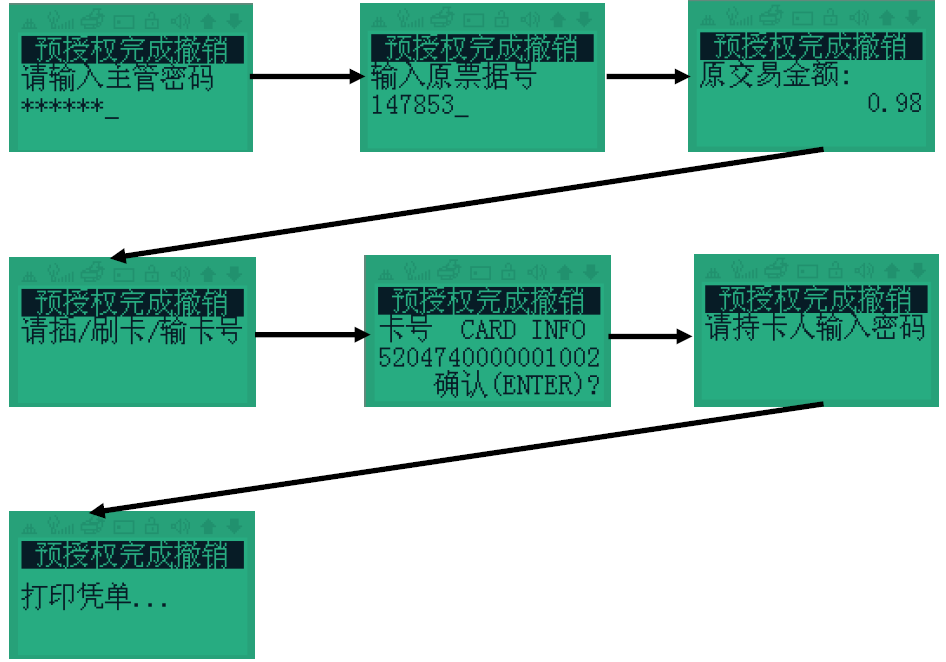 预授权完成撤销
请输入主管密码
******_
预授权完成撤销
输入原票据号
147853_
预授权完成撤销
原交易金额:
0.98
预授权完成撤销
请插/刷卡/输卡号
预授权完成撤销
卡号 CARD INFO
5204740000001002
确认(ENTER)?
预授权完成撤销
请持卡人输入密码
预授权完成撤销
打印凭单...